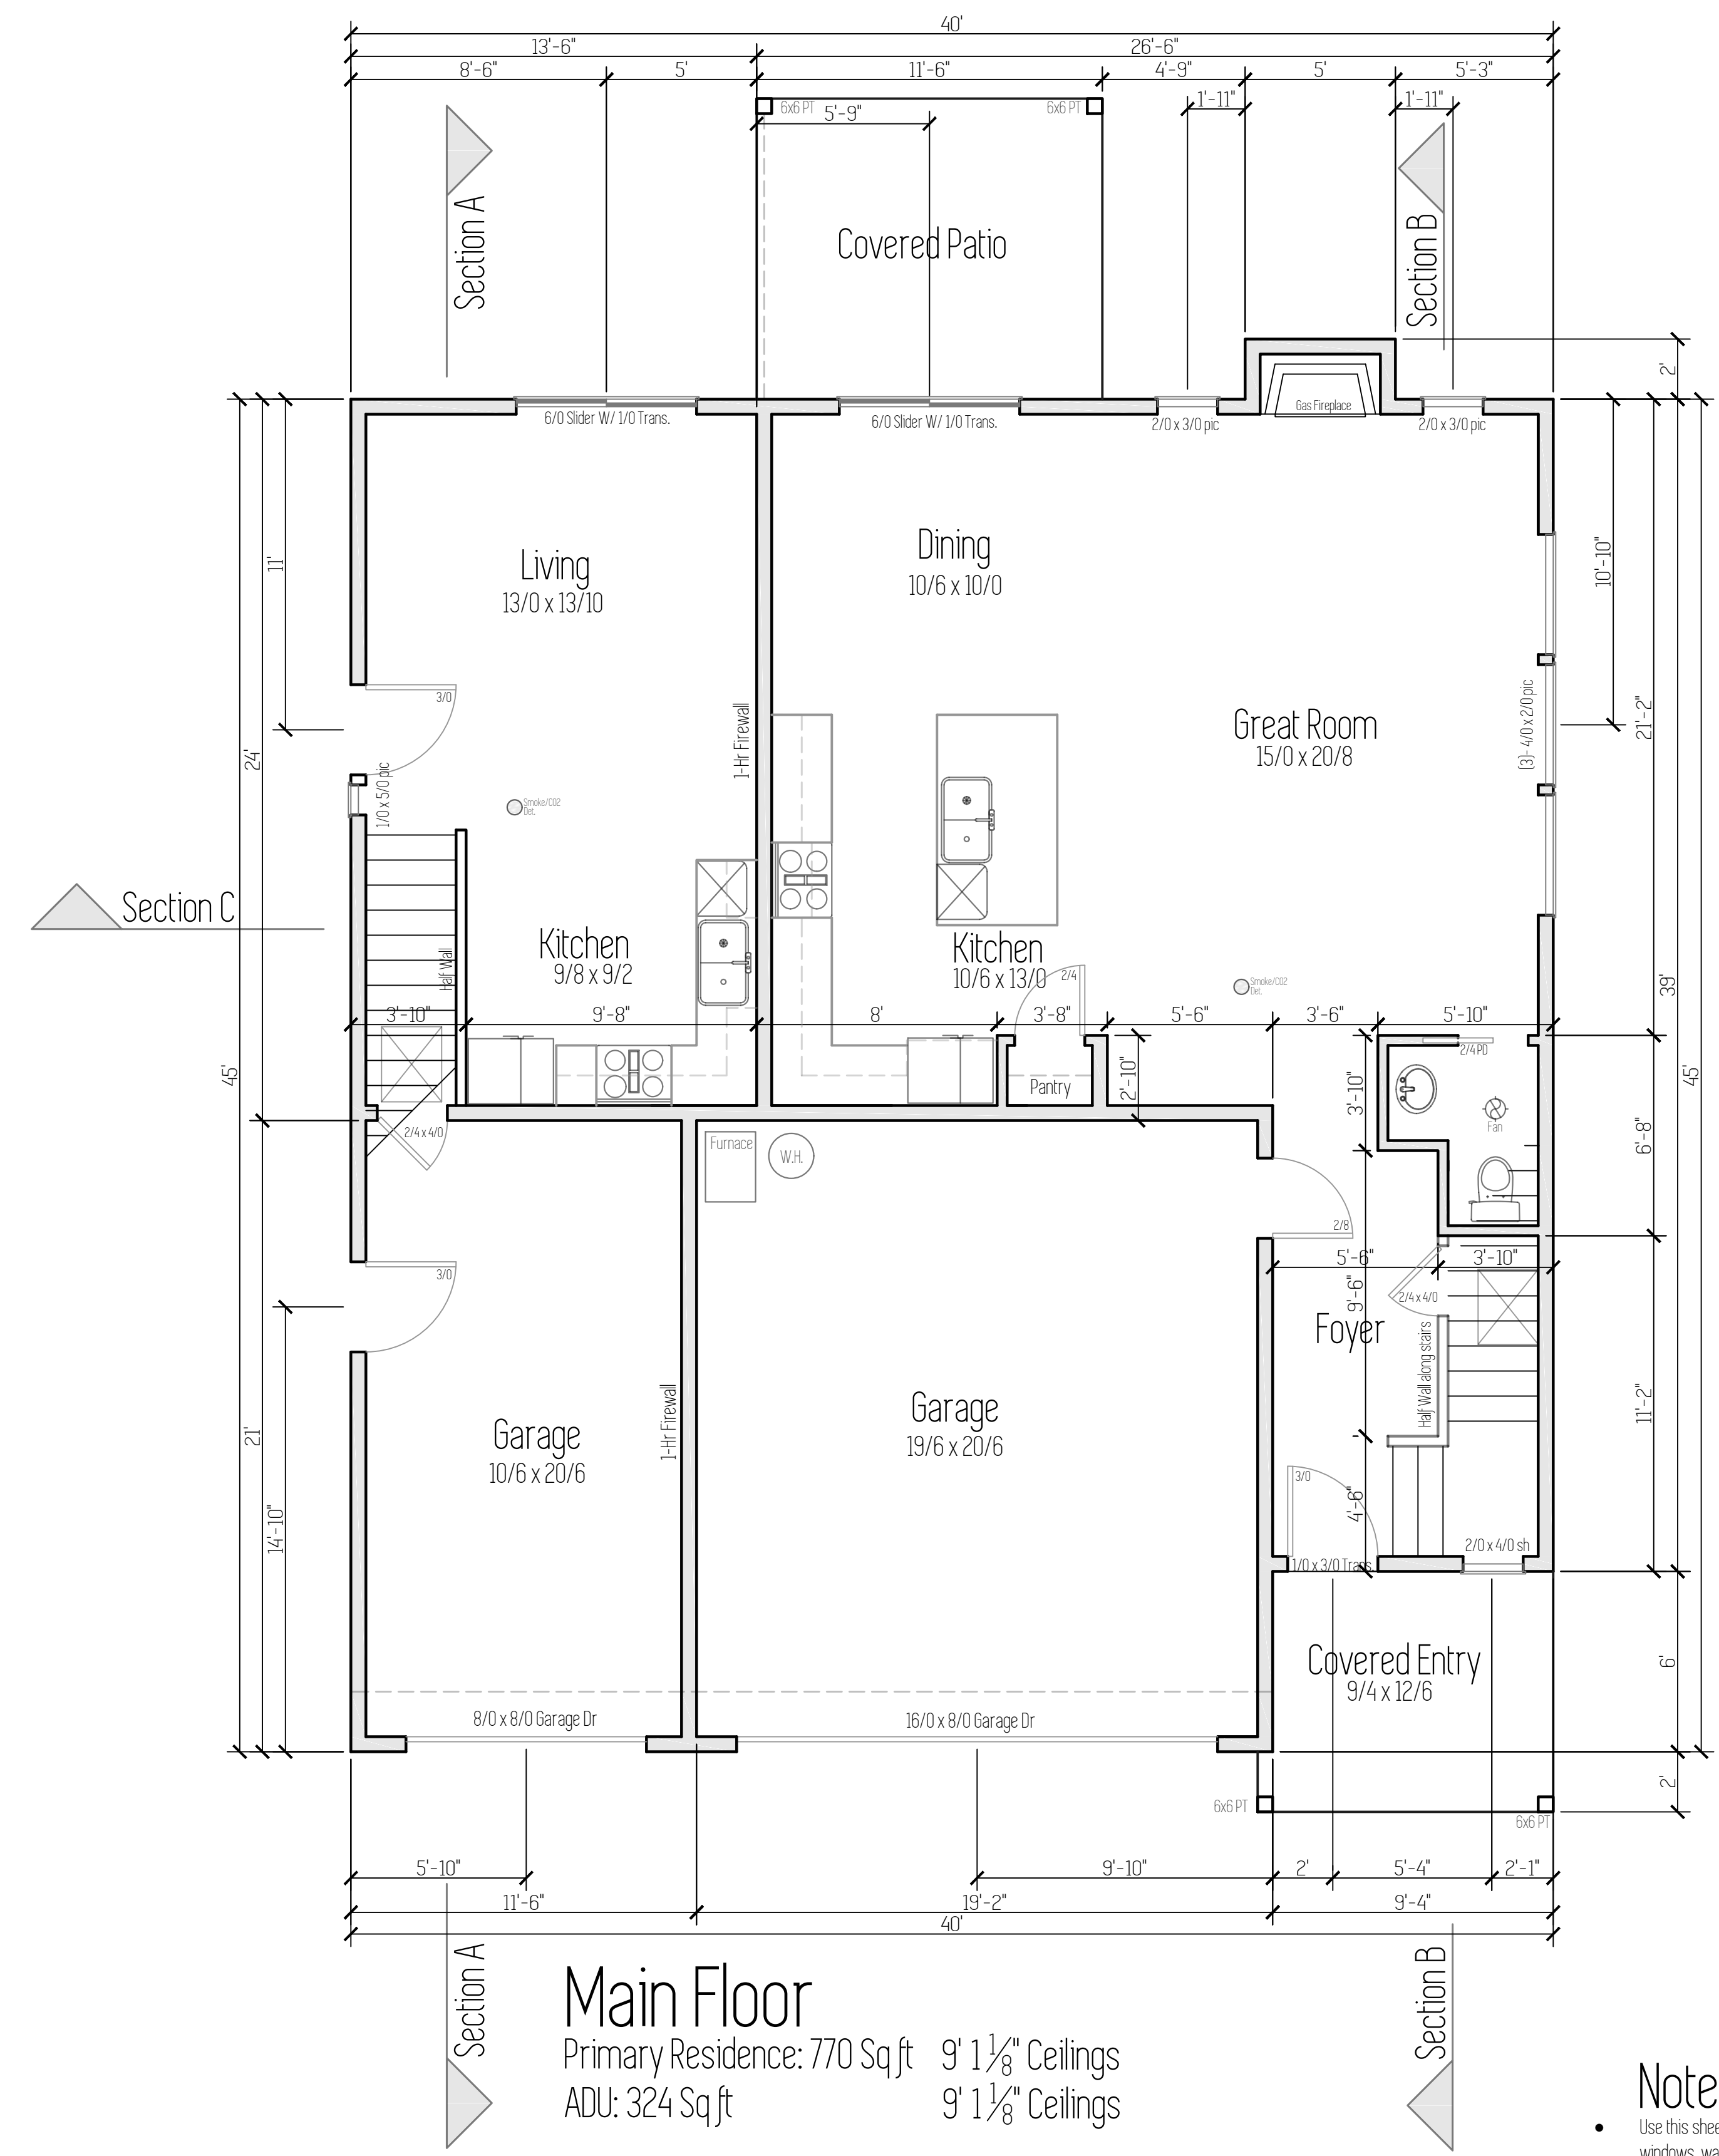 40'
13'-6"
26'-6"
8'-6"
5'
11'-6"
4'-9"
5'
5'-3"
6x6 PT
5'-9"
6x6 PT
1'-11"
1'-11"
Section A
Section B
Covered Patio
2'
Gas Fireplace
6/0 Slider W/ 1/0 Trans.
6/0 Slider W/ 1/0 Trans.
2/0 x 3/0 pic
2/0 x 3/0 pic
11'
Living
13/0 x 13/10
Dining
10/6 x 10/0
10'-10"
24'
3/0
1-Hr Firewall
Great Room
15/0 x 20/8
(3)- 4/0 x 2/0 pic
21'-2"
1/0 x 5/0 pic
Smoke/CO2
Det.
Section C
Half Wall
Kitchen
9/8 x 9/2
Kitchen
10/6 x 13/0
2/4
Smoke/CO2
Det.
39'
3'-10"
9'-8"
8'
3'-8"
5'-6"
3'-6"
5'-10"
45'
45'
2/4 PD
Pantry
2'-10"
3'-10"
Fan
6'-8"
2/4 x 4/0
Furnace
W.H.
2/8
3/0
5'-6"
3'-10"
2/4 x 4/0
9'-6"
Foyer
Half Wall along stairs
11'-2"
21'
14'-10"
Garage
10/6 x 20/6
1-Hr Firewall
Garage
19/6 x 20/6
3/0
4'-6"
2/0 x 4/0 sh
1/0 x 3/0 Trans.
Covered Entry
9/4 x 12/6
6'
8/0 x 8/0 Garage Dr
16/0 x 8/0 Garage Dr
2'
6x6 PT
6x6 PT
5'-10"
9'-10"
2'
5'-4"
2'-1"
11'-6"
19'-2"
9'-4"
40'
Section A
Section B
Main Floor
Primary Residence: 770 Sq ft 9' 1 1/8" Ceilings
ADU: 324 Sq ft 9' 1 1/8" Ceilings
Note
• Use this shee
windows, wa